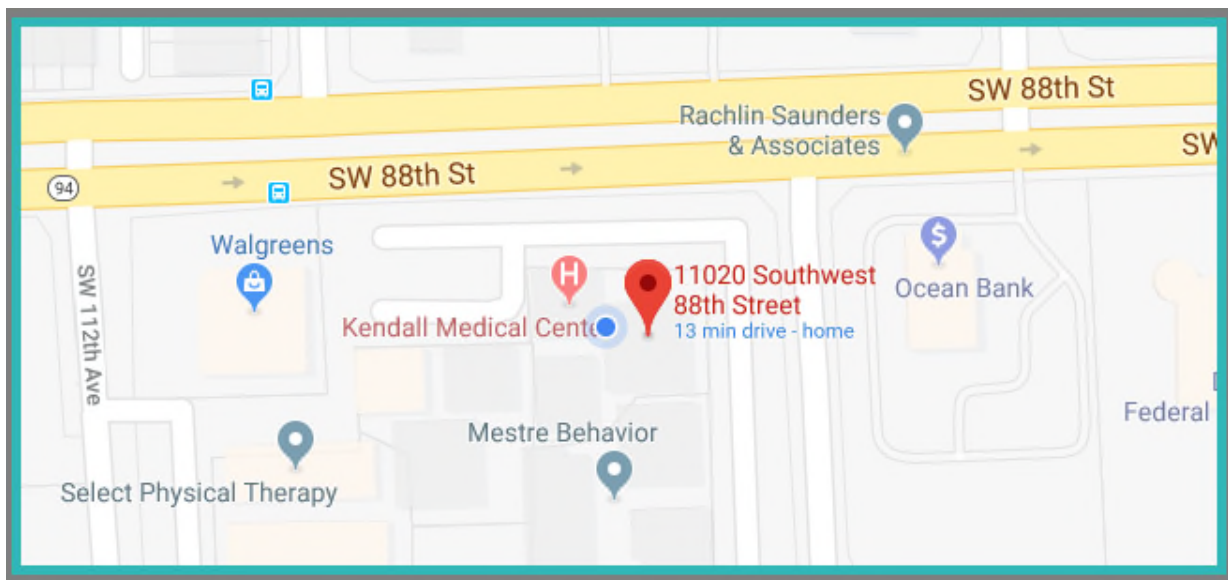 SW 88th St
Rachlin Saunders
& Associates
SW
94
SW 88th St
Walgreens
$
H
11020 Southwest
88th Street
13 min drive - home
Ocean Bank
Kendall Medical Cente
SW 112th Ave
Federal
Mestre Behavior
Select Physical Therapy